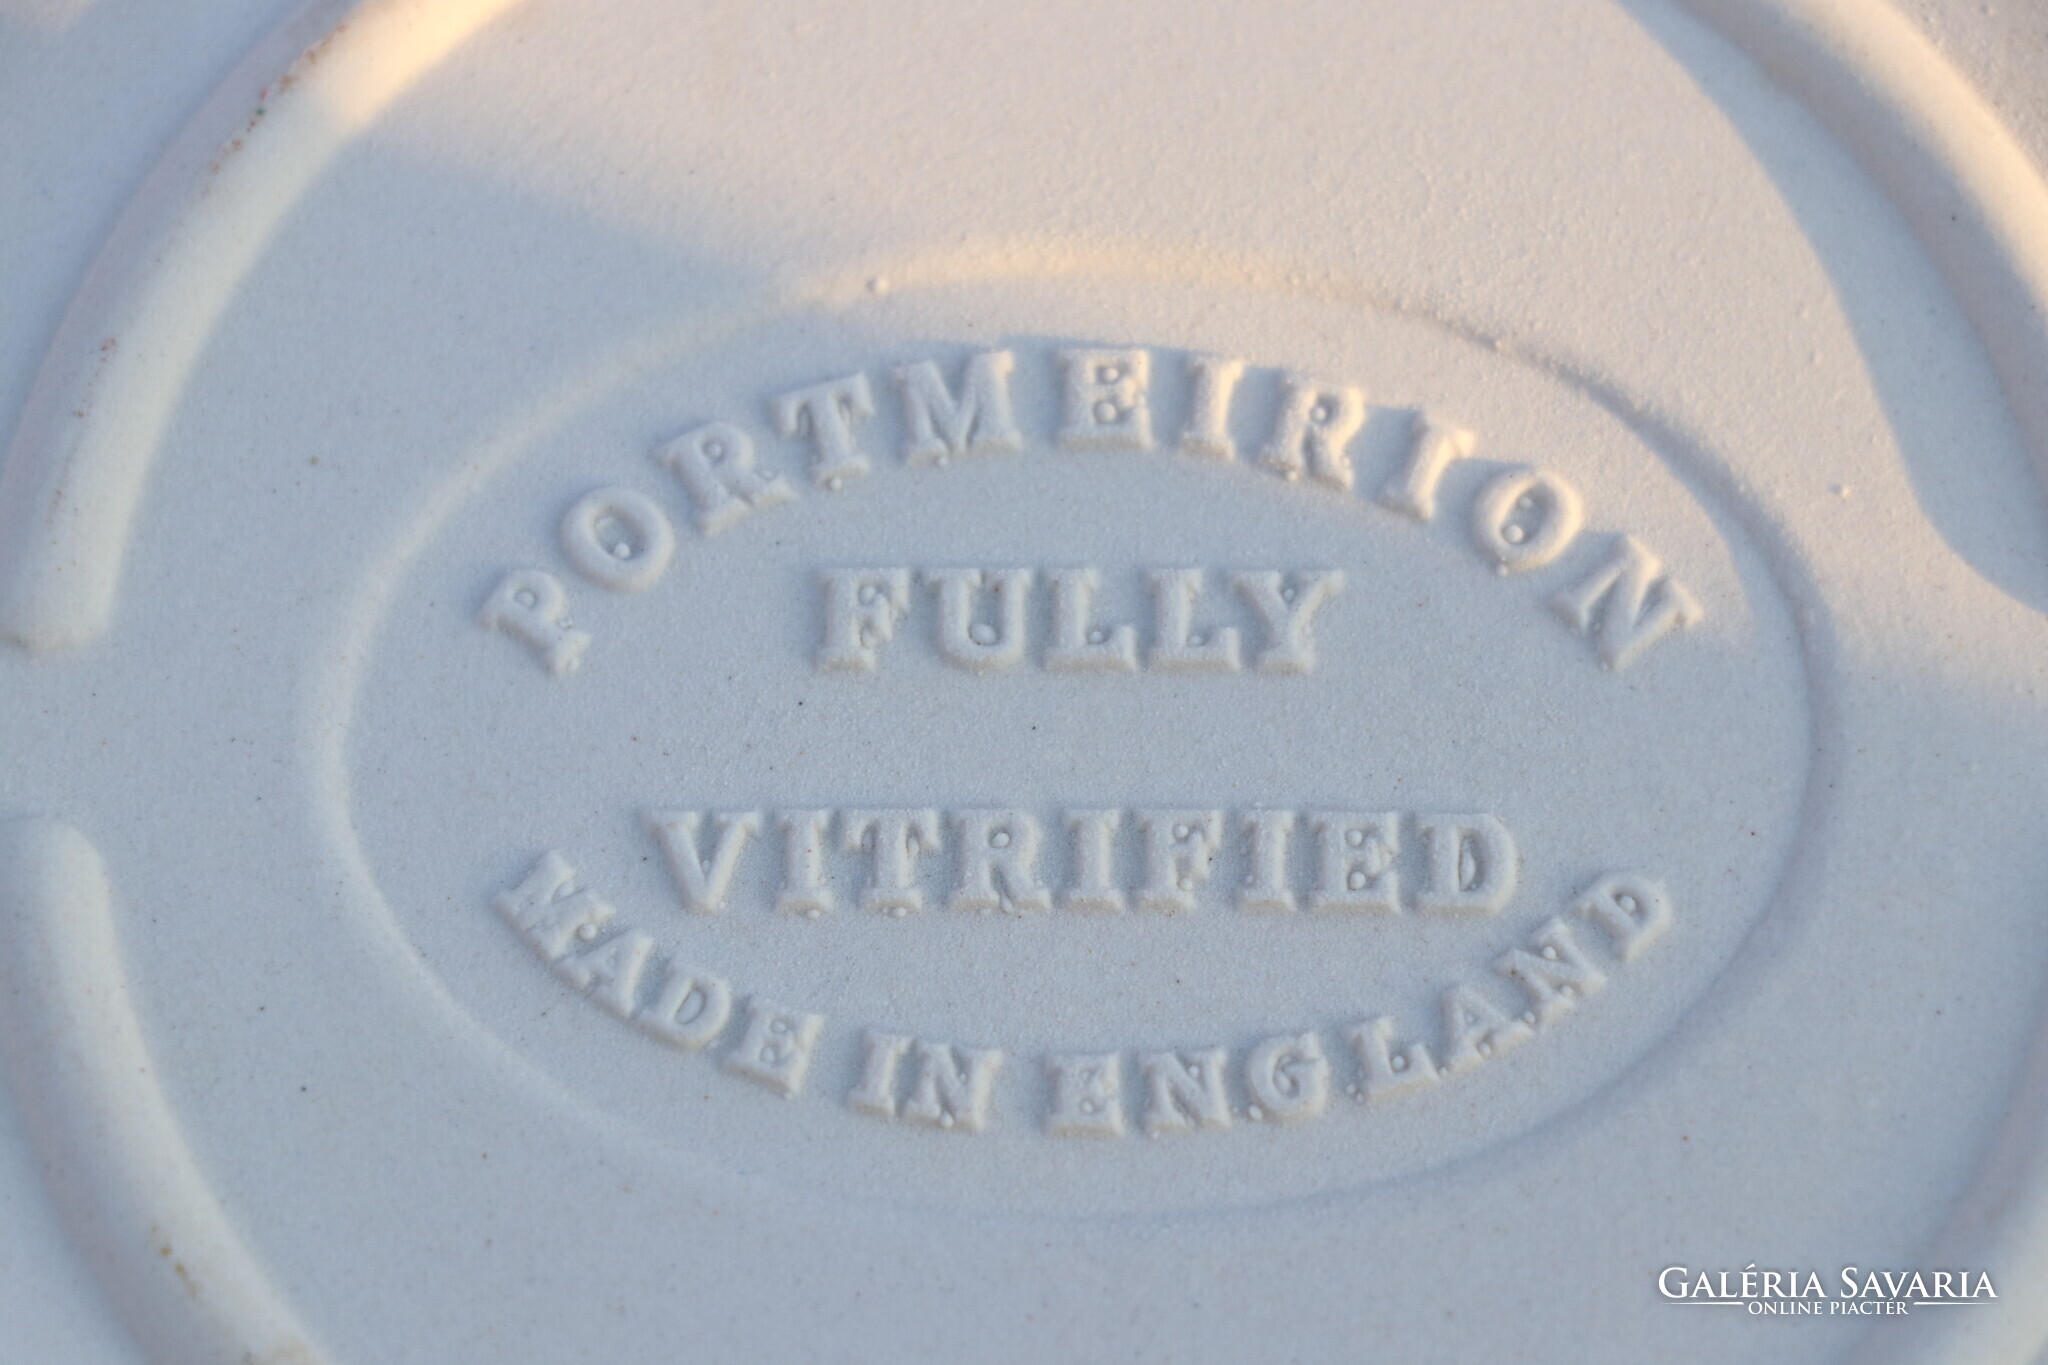 PORTMEIRION
FULLY
VITRIFIED
MADE IN ENGLAND
GALÉRIA SAVARIA
ONLINE PIACTÉR